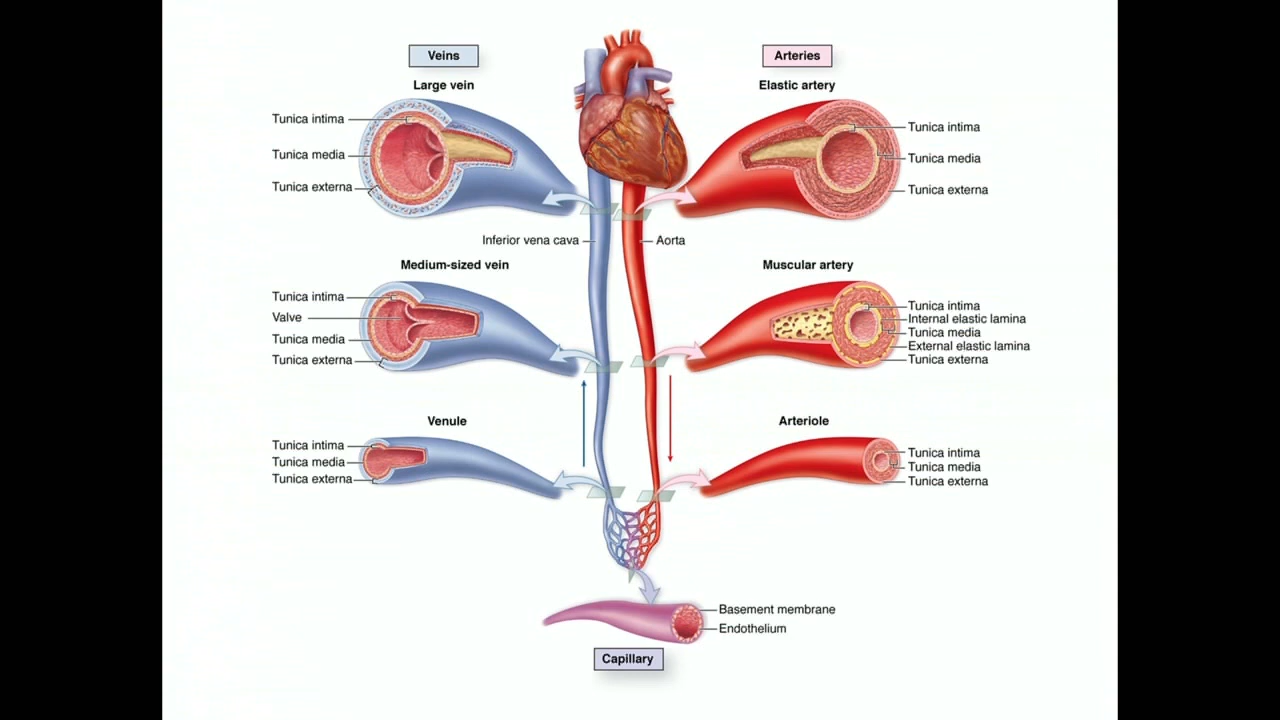 Veins
Large vein
Tunica intima
Tunica media
Tunica externa
Inferior vena cava
Medium-sized vein
Tunica intima
Valve
Tunica media
Tunica externa
Venule
Tunica intima
Tunica media
Tunica externa
Arteries
Elastic artery
Tunica intima
Tunica media
Tunica externa
Aorta
Muscular artery
Tunica intima
Internal elastic lamina
Tunica media
External elastic lamina
Tunica externa
Arteriole
Tunica intima
Tunica media
Tunica externa
Basement membrane
Endothelium
Capillary